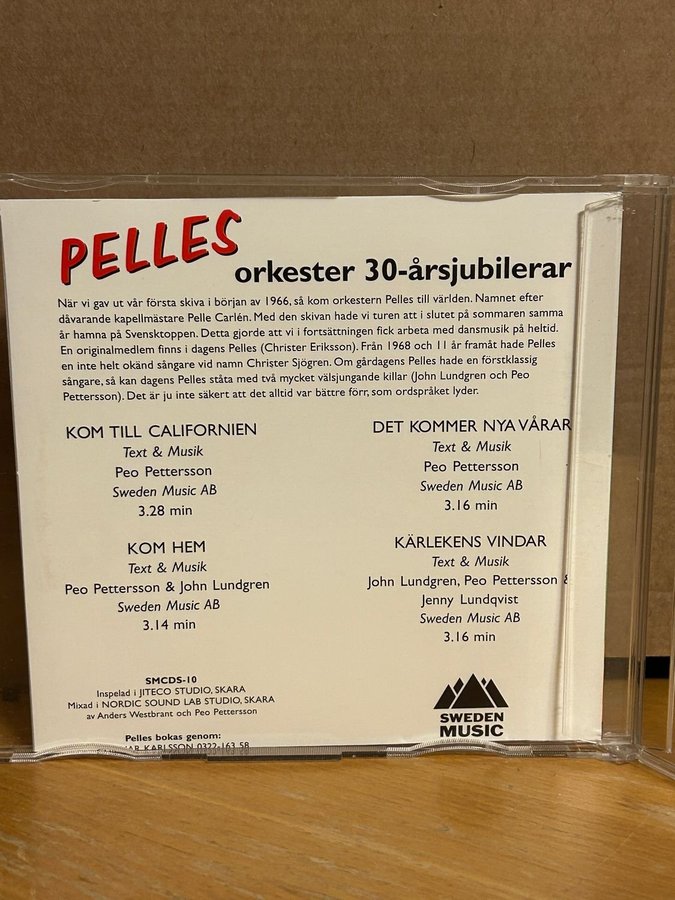 PELLES
orkester 30-årsjubilerar
När vi gav ut vår första skiva i början av 1966, så kom orkestern Pelles till världen. Namnet efter
dåvarande kapellmästare Pelle Carlén. Med den skivan hade vi turen att i slutet på sommaren samma
år hamna på Svensktoppen. Detta gjorde att vi i fortsättningen fick arbeta med dansmusik på heltid.
En originalmedlem finns i dagens Pelles (Christer Eriksson). Från 1968 och 11 år framåt hade Pelles
en inte helt okänd sångare vid namn Christer Sjögren. Om gårdagens Pelles hade en förstklassig
sångare, så kan dagens Pelles ståta med två mycket välsjungande killar (John Lundgren och Peo
Pettersson). Det är ju inte säkert att det alltid var bättre förr, som ordspråket lyder.
KOM TILL CALIFORNIEN
Text & Musik
Peo Pettersson
Sweden Music AB
3.28 min
DET KOMMER NYA VÅRAR
Text & Musik
Peo Pettersson
Sweden Music AB
3.16 min
KOM HEM
Text & Musik
Peo Pettersson & John Lundgren
Sweden Music AB
3.14 min
KÄRLEKENS VINDAR
Text & Musik
John Lundgren, Peo Pettersson &
Jenny Lundqvist
Sweden Music AB
3.16 min
SMCDS-10
Inspelad i JITECO STUDIO, SKARA
Mixad i NORDIC SOUND LAB STUDIO, SKARA
av Anders Westbrant och Peo Pettersson
Pelles bokas genom:
KARLSSON 0322-163 58
SWEDEN
MUSIC